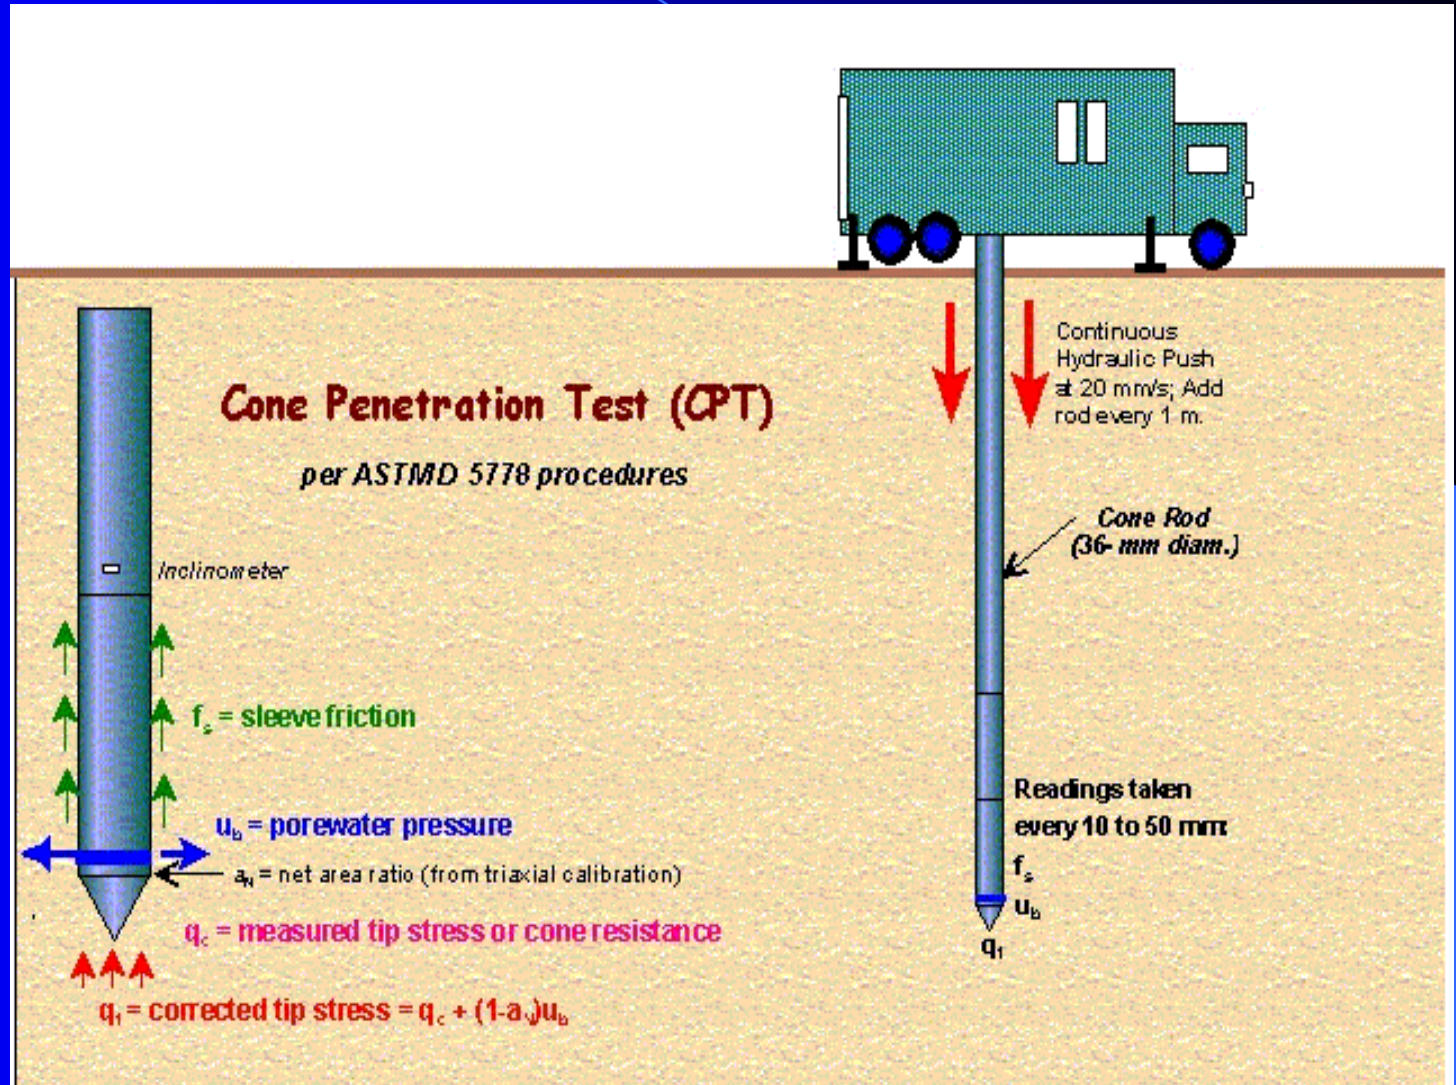 Continuous
Hydraulic Push
at 20 mm/s; Add
rod every 1 m.
Cone Penetration Test (CPT)
per ASTMD 5778 procedures
Cone Rod
(36- mm diam.)
Inclinometer
fs = sleeve friction
Readings taken
every 10 to 50 mm:
ub = porewater pressure
aN = net area ratio (from triaxial calibration)
fs
ub
qc = measured tip stress or cone resistance
qt
qt = corrected tip stress = qc + (1-aN)ub